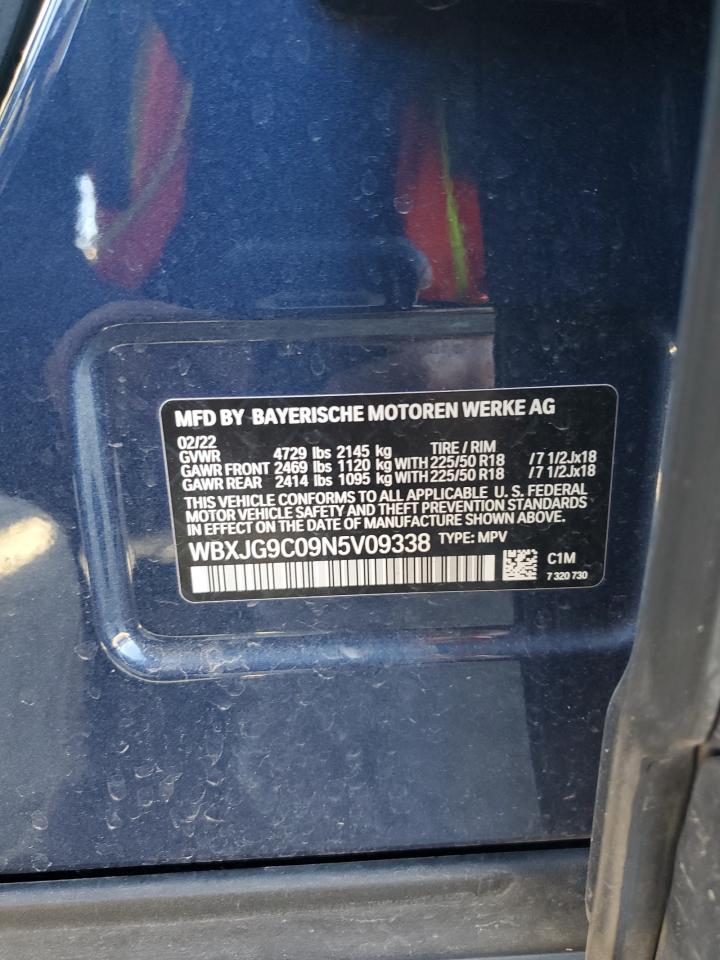 MFD BY BAYERISCHE MOTOREN WERKE AG
02/22
GVWR 4729 lbs 2145 kg TIRE / RIM
GAWR FRONT 2469 lbs 1120 kg WITH 225/50 R18 /7 1/2Jx18
GAWR REAR 2414 lbs 1095 kg WITH 225/50 R18 /7 1/2Jx18
THIS VEHICLE CONFORMS TO ALL APPLICABLE U. S. FEDERAL
MOTOR VEHICLE SAFETY AND THEFT PREVENTION STANDARDS
IN EFFECT ON THE DATE OF MANUFACTURE SHOWN ABOVE.
WBXJG9C09N5V09338 TYPE: MPV
C1M
7 320 730